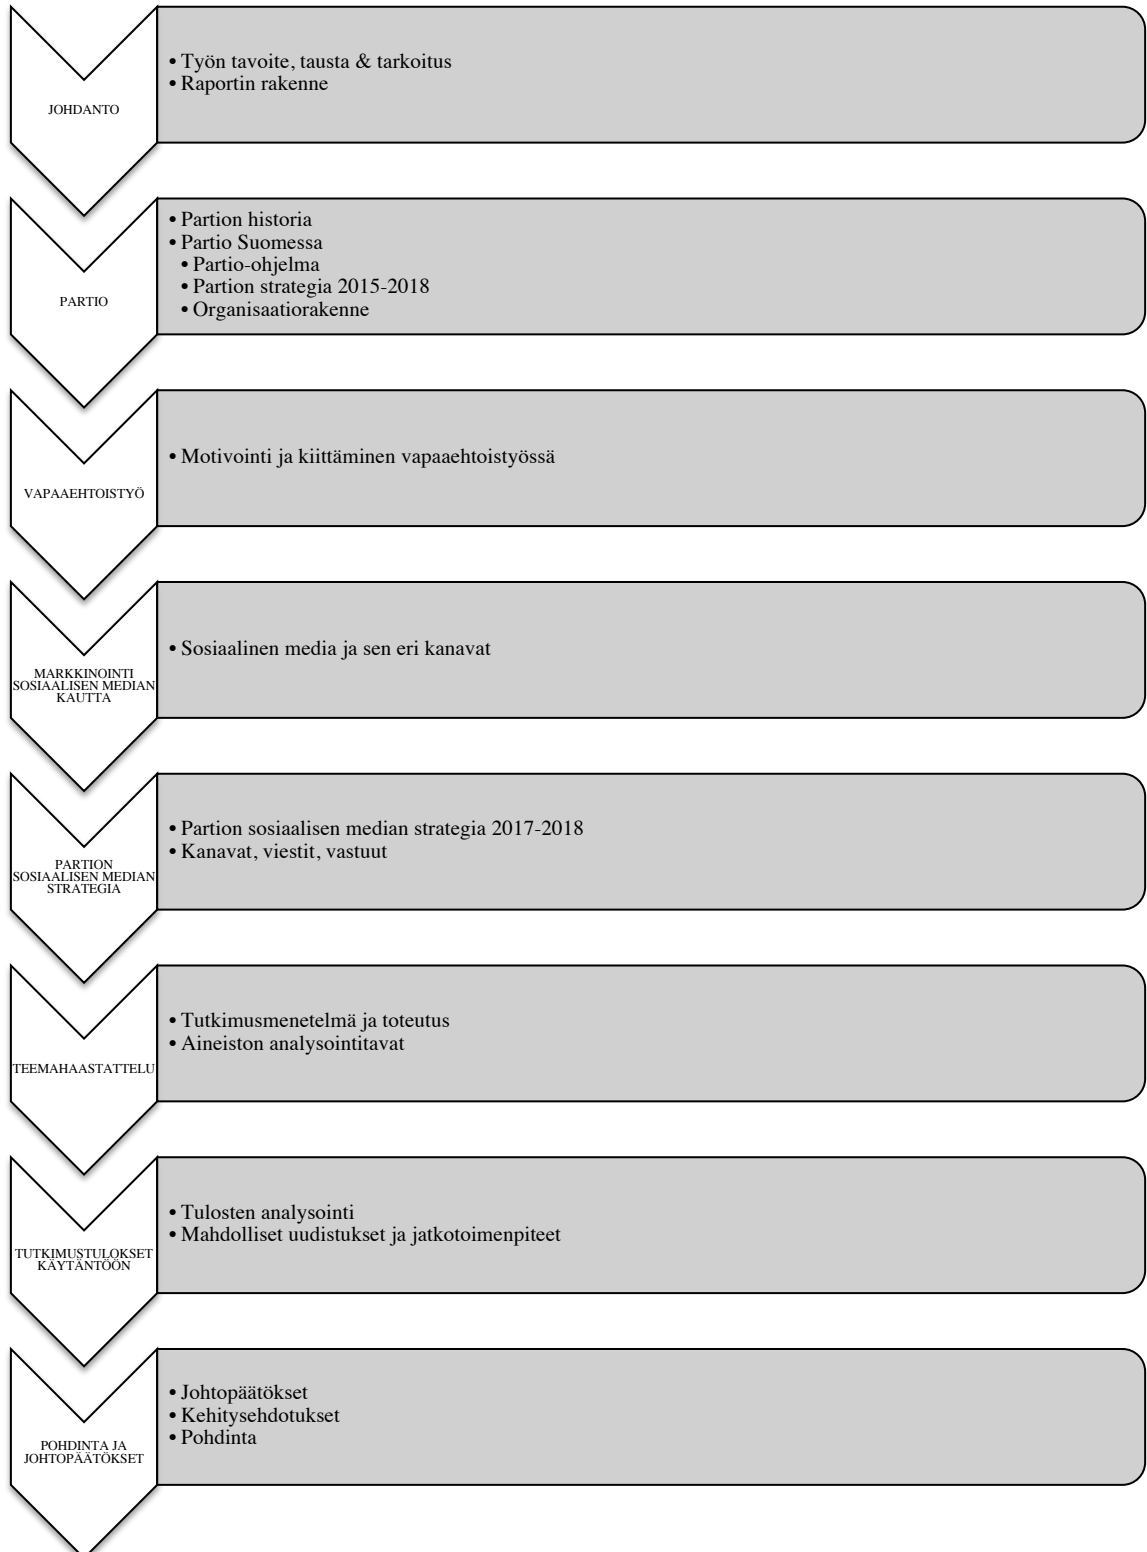 JOHDANTO
• Työn tavoite, tausta & tarkoitus
• Raportin rakenne
PARTIO
• Partion historia
• Partio Suomessa
• Partio-ohjelma
• Partion strategia 2015-2018
• Organisaatiorakenne
VAPAAEHTOISTYÖ
• Motivointi ja kiittäminen vapaaehtoistyössä
MARKKINOINTI
SOSIAALISEN MEDIAN
KAUTTA
• Sosiaalinen media ja sen eri kanavat
PARTION
SOSIAALISEN MEDIAN
STRATEGIA
• Partion sosiaalisen median strategia 2017-2018
• Kanavat, viestit, vastuut
TEEMAHAASTATTELU
• Tutkimusmenetelmä ja toteutus
• Aineiston analysointitavat
TUTKIMUSTULOKSET
KÄYTÄNTÖÖN
• Tulosten analysointi
• Mahdolliset uudistukset ja jatkotoimenpiteet
POHDINTA JA
JOHTOPÄÄTÖKSET
• Johtopäätökset
• Kehitysehdotukset
• Pohdinta